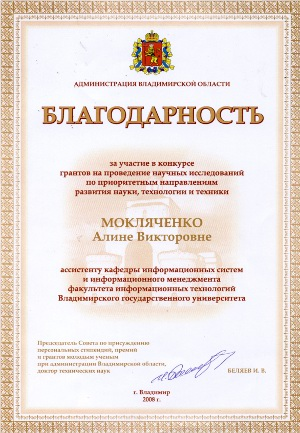 АДМИНИСТРАЦИЯ ВЛАДИМИРСКОЙ ОБЛАСТИ
БЛАГОДАРНОСТЬ
за участие в конкурсе
грантов на проведение научных исследований
по приоритетным направлениям
развития науки, технологии и техники
МОКЛЯЧЕНКО
Алине Викторовне
ассистенту кафедры информационных систем
и информационного менеджмента
факультета информационных технологий
Владимирского государственного университета
Председатель Совета по присуждению
персональных стипендий, премий
и грантов молодым ученым
при администрации Владимирской области,
доктор технических наук
БЕЛЯЕВ И. В.
г. Владимир
2008 г.